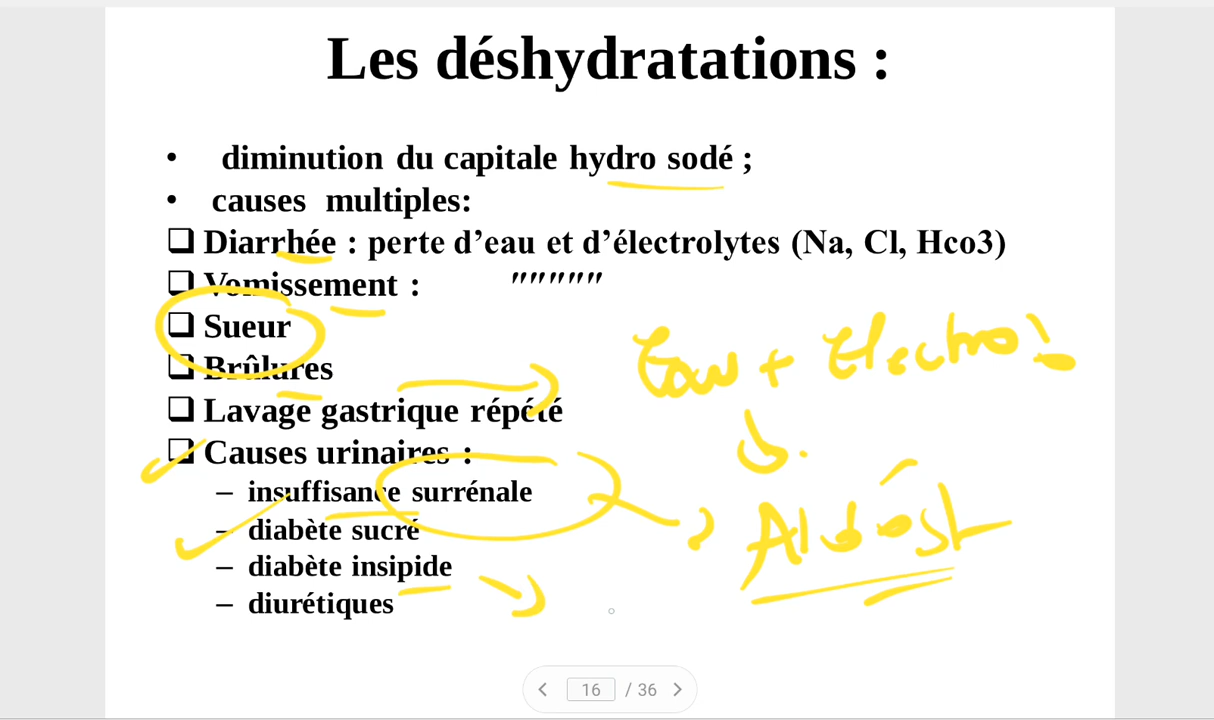 Les déshydratations :
• diminution du capitale hydro sodé ;
• causes multiples:
❑ Diarrhée : perte d’eau et d’électrolytes (Na, Cl, Hco3)
❑ Vomissement : ″″″″″
❑ Sueur
❑ Brûlures
❑ Lavage gastrique répété
❑ Causes urinaires :
– insuffisance surrénale
– diabète sucré
– diabète insipide
– diurétiques
Eau + Electro
16 / 36